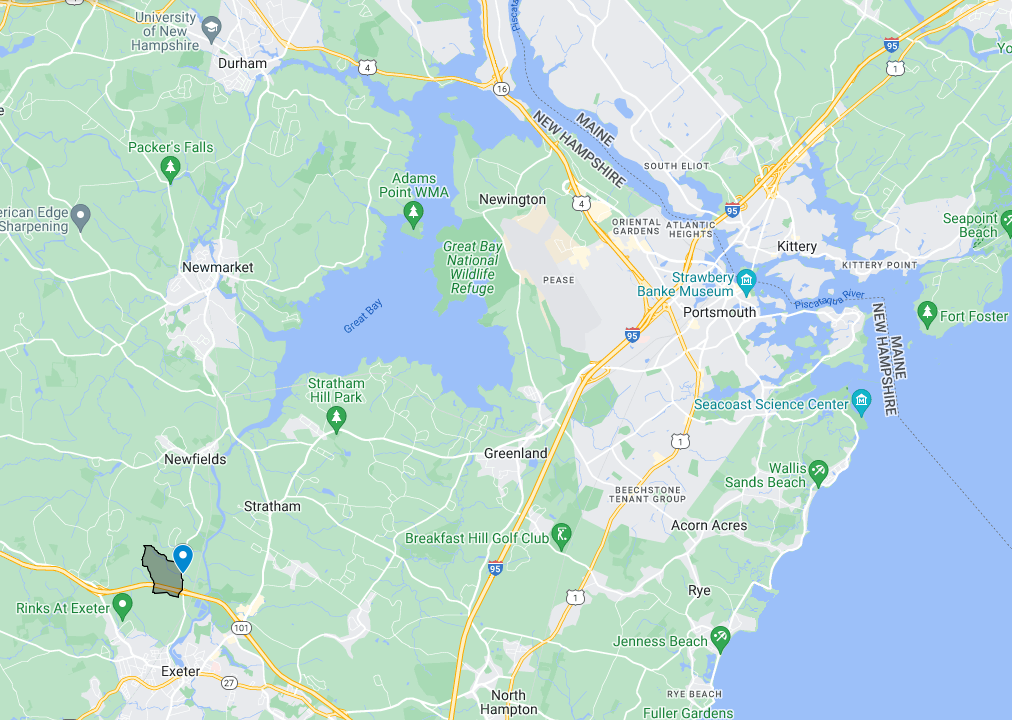 University
of New
Hampshire
Durham
4
16
Piscata
95
1
Yo
e
MAINE
NEW HAMPSHIRE
Packer's Falls
SOUTH ELIOT
Adams
Point WMA
Newington
4
95
erican Edge
Sharpening
ORIENTAL
GARDENS
ATLANTIC
HEIGHTS
Seapoint
Beach
Great Bay
National
Wildlife
Refuge
Kittery
KITTERY POINT
Newmarket
PEASE
Strawbery
Banke Museum
Piscataqua River
Great Bay
Portsmouth
Fort Foster
95
MAINE
NEW HAMPSHIRE
Stratham
Hill Park
Seacoast Science Center
1
Newfields
Greenland
Wallis
Sands Beach
Stratham
BEECHSTONE
TENANT GROUP
Acorn Acres
Breakfast Hill Golf Club
95
Rye
1
Rinks At Exeter
101
Jenness Beach
Exeter
27
North
Hampton
RYE BEACH
Fuller Gardens